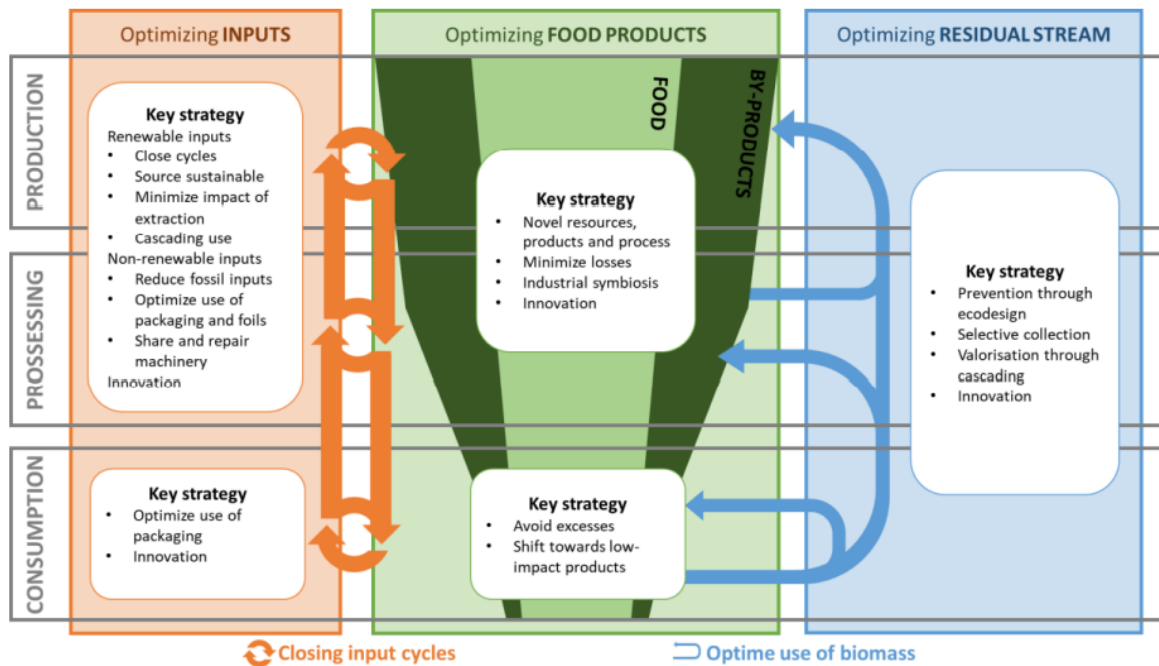 Optimizing INPUTS
Optimizing FOOD PRODUCTS
Optimizing RESIDUAL STREAM
PRODUCTION
Key strategy
Renewable inputs
• Close cycles
• Source sustainable
• Minimize impact of
extraction
• Cascading use
Non-renewable inputs
• Reduce fossil inputs
• Optimize use of
packaging and foils
• Share and repair
machinery
Innovation
FOOD
BY-PRODUCTS
Key strategy
• Novel resources,
products and process
• Minimize losses
• Industrial symbiosis
• Innovation
Key strategy
• Prevention through
ecodesign
• Selective collection
• Valorisation through
cascading
• Innovation
PROSSESSING
CONSUMPTION
Key strategy
• Optimize use of
packaging
• Innovation
Key strategy
• Avoid excesses
• Shift towards low-
impact products
Closing input cycles
Optime use of biomass